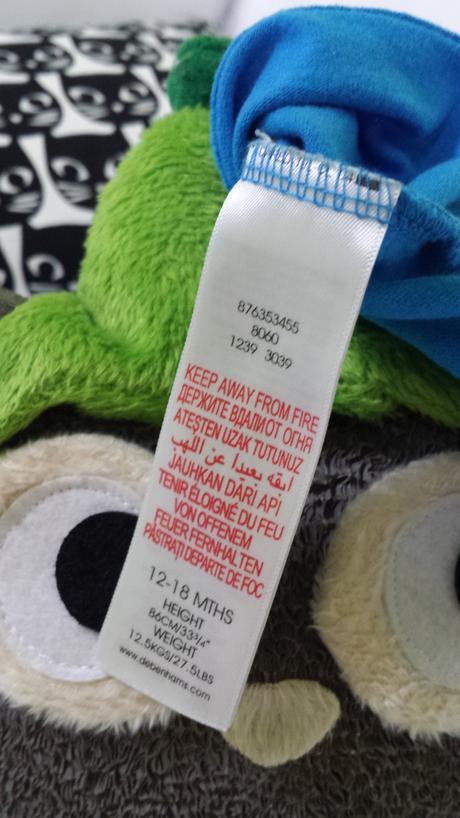 876353455
8060
1239 3039
KEEP AWAY FROM FIRE
ДЕРЖИТЕ ВДАЛИ ОТ ОГНЯ
ATEŞTEN UZAK TUTUNUZ
ابقه بعيدا عن اللهب
JAUHKAN DARI API
TENIR ÉLOIGNÉ DU FEU
VON OFFENEM
FEUER FERNHALTEN
PĂSTRAȚI DEPARTE DE FOC
12-18 MTHS
HEIGHT
86CM/33¾"
WEIGHT
12.5KGS/27.5LBS
www.debenhams.com